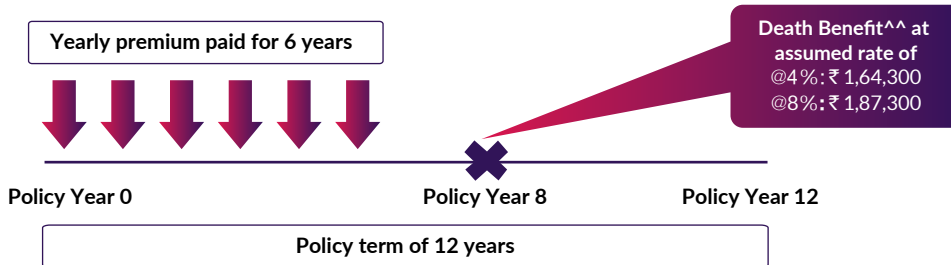 Yearly premium paid for 6 years
Death Benefit^^ at
assumed rate of
@4%: ₹ 1,64,300
@8%: ₹ 1,87,300
Policy Year 0
Policy Year 8
Policy Year 12
Policy term of 12 years